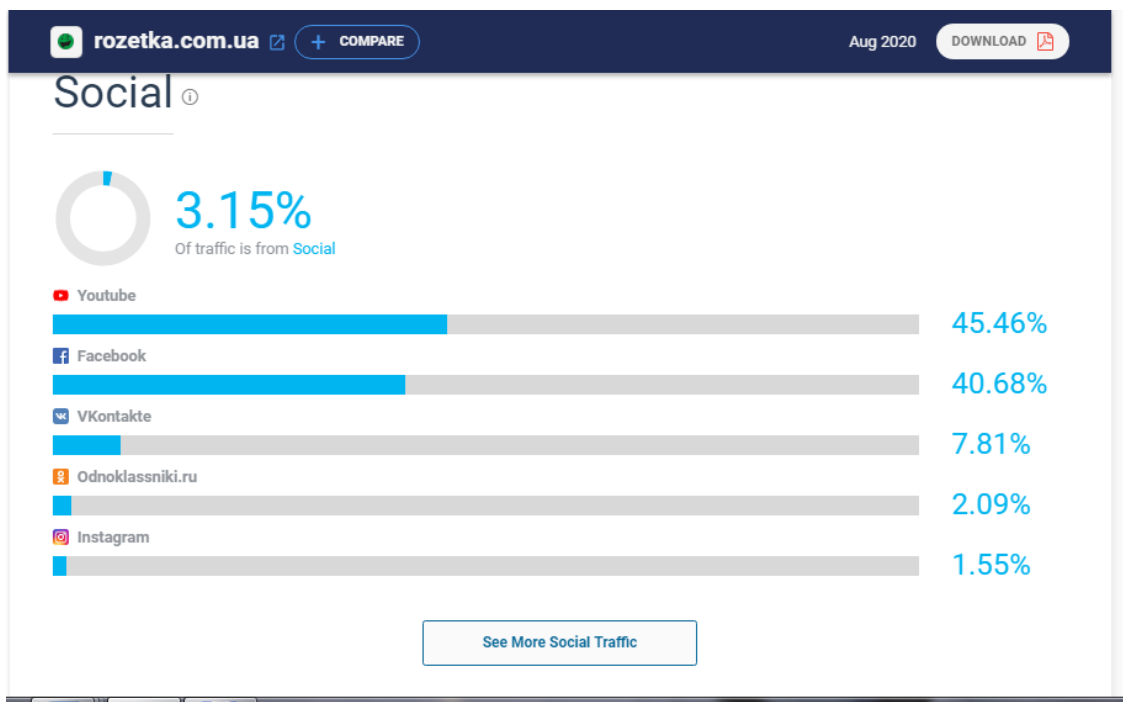 rozetka.com.ua + COMPARE Aug 2020 DOWNLOAD
Social
3.15%
Of traffic is from Social
Youtube
45.46%
Facebook
40.68%
VKontakte
7.81%
Odnoklassniki.ru
2.09%
Instagram
1.55%
See More Social Traffic